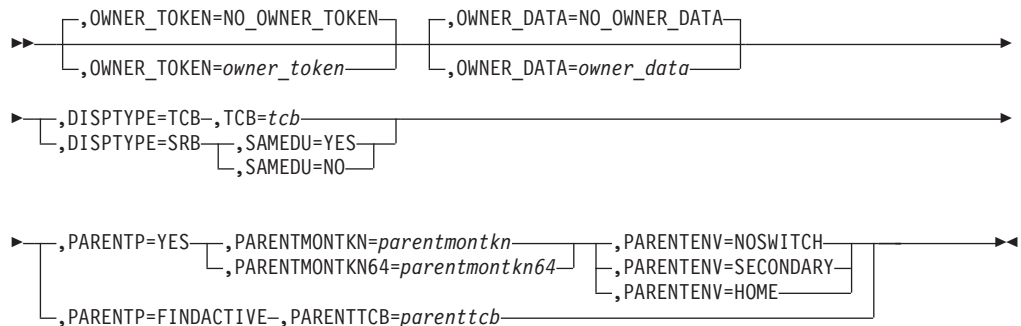 ,OWNER_TOKEN=NO_OWNER_TOKEN ,OWNER_DATA=NO_OWNER_DATA
,OWNER_TOKEN=owner_token ,OWNER_DATA=owner_data
,DISPTYPE=TCB ,TCB=tcb
,DISPTYPE=SRB ,SAMEDU=YES
,SAMEDU=NO
,PARENTP=YES ,PARENTMONTKN=parentmontkn ,PARENTENV=NOSWITCH
,PARENTMONTKN64=parentmontkn64 ,PARENTENV=SECONDARY
,PARENTENV=HOME
,PARENTP=FINDACTIVE ,PARENTTCB=parenttcb